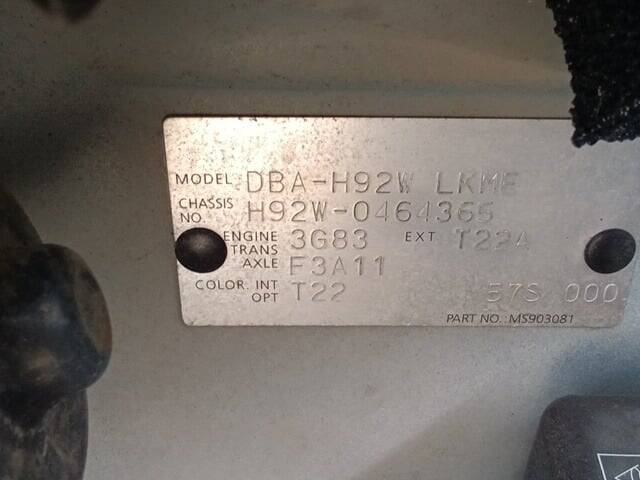 MODEL DBA-H92W LKME
CHASSIS NO. H92W-0464365
ENGINE 3G83 EXT T22A
TRANS AXLE F3A11
COLOR. INT OPT T22 57S 000
PART NO.: MS903081